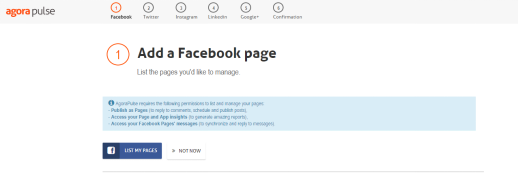 agora pulse
1 2 3 4 5 6
Facebook Twitter Instagram LinkedIn Google+ Confirmation
1 Add a Facebook page
List the pages you'd like to manage.
AgoraPulse requires the following permissions to list and manage your pages:
- Publish as Pages (to reply to comments, schedule and publish posts),
- Access your Page and App Insights (to generate amazing reports),
- Access your Facebook Pages' messages (to synchronize and reply to messages).
f LIST MY PAGES » NOT NOW